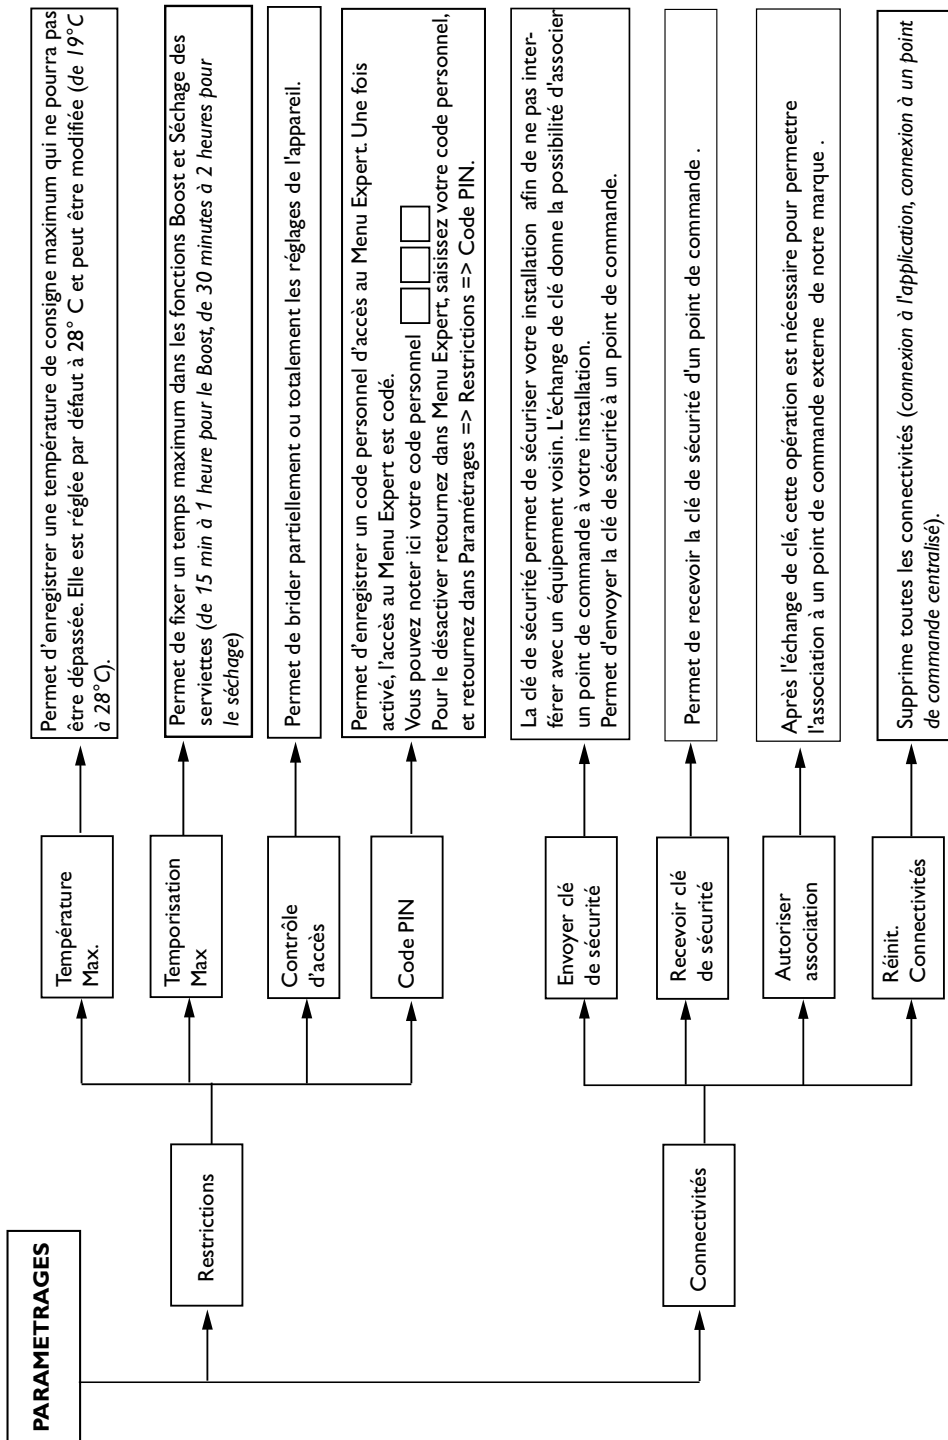 PARAMETRAGES
Restrictions
Température
Max.
Permet d'enregistrer une température de consigne maximum qui ne pourra pas
être dépassée. Elle est réglée par défaut à 28° C et peut être modifiée (de 19°C
à 28°C).
Temporisation
Max
Permet de fixer un temps maximum dans les fonctions Boost et Séchage des
serviettes (de 15 min à 1 heure pour le Boost, de 30 minutes à 2 heures pour
le séchage)
Contrôle
d'accès
Permet de brider partiellement ou totalement les réglages de l'appareil.
Code PIN
Permet d'enregistrer un code personnel d'accès au Menu Expert. Une fois
activé, l'accès au Menu Expert est codé.
Vous pouvez noter ici votre code personnel
Pour le désactiver retournez dans Menu Expert, saisissez votre code personnel,
et retournez dans Paramétrages => Restrictions => Code PIN.
Connectivités
Envoyer clé
de sécurité
La clé de sécurité permet de sécuriser votre installation afin de ne pas inter-
férer avec un équipement voisin. L'échange de clé donne la possibilité d'associer
un point de commande à votre installation.
Permet d'envoyer la clé de sécurité à un point de commande.
Recevoir clé
de sécurité
Permet de recevoir la clé de sécurité d'un point de commande .
Autoriser
association
Après l'échange de clé, cette opération est nécessaire pour permettre
l'association à un point de commande externe de notre marque .
Réinit.
Connectivités
Supprime toutes les connectivités (connexion à l'application, connexion à un point
de commande centralisé).